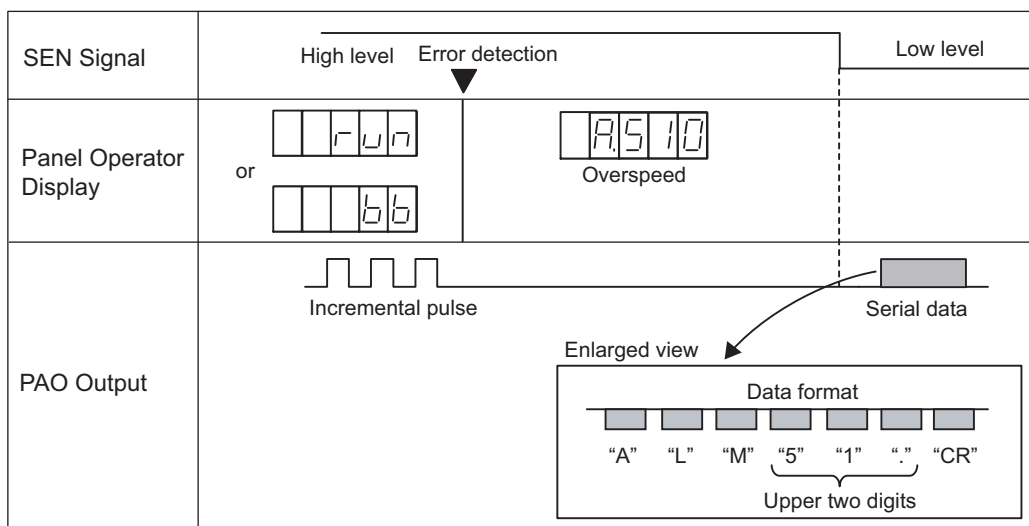 SEN Signal
High level
Error detection
Low level
Panel Operator
Display
or
run
bb
A.510
Overspeed
PAO Output
Incremental pulse
Serial data
Enlarged view
Data format
“A” “L” “M” “5” “1” “.” “CR”
Upper two digits